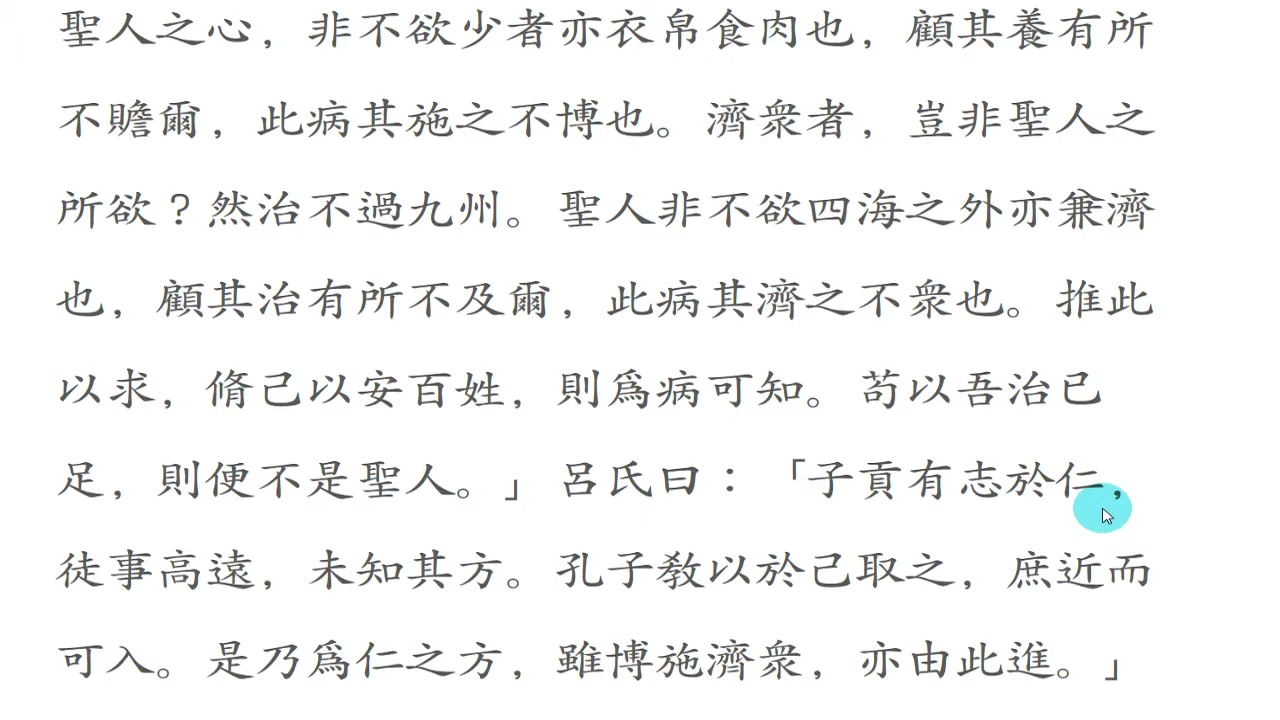 聖人之心，非不欲少者亦衣帛食肉也，顧其養有所
不贍爾，此病其施之不博也。濟衆者，豈非聖人之
所欲？然治不過九州。聖人非不欲四海之外亦兼濟
也，顧其治有所不及爾，此病其濟之不衆也。推此
以求，脩己以安百姓，則爲病可知。苟以吾治已
足，則便不是聖人。」呂氏曰：「子貢有志於仁，
徒事高遠，未知其方。孔子教以於己取之，庶近而
可入。是乃爲仁之方，雖博施濟衆，亦由此進。」